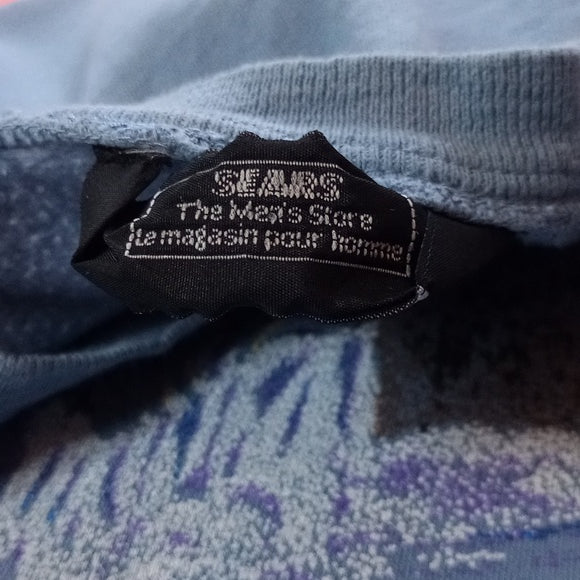 SEARS
The Men's Store
Le magasin pour homme